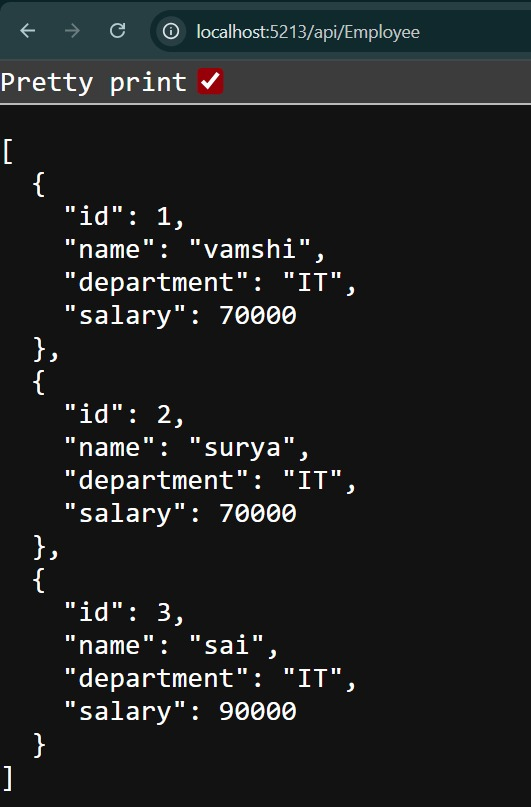 localhost:5213/api/Employee
Pretty print
[
  {
    "id": 1,
    "name": "vamshi",
    "department": "IT",
    "salary": 70000
  },
  {
    "id": 2,
    "name": "surya",
    "department": "IT",
    "salary": 70000
  },
  {
    "id": 3,
    "name": "sai",
    "department": "IT",
    "salary": 90000
  }
]